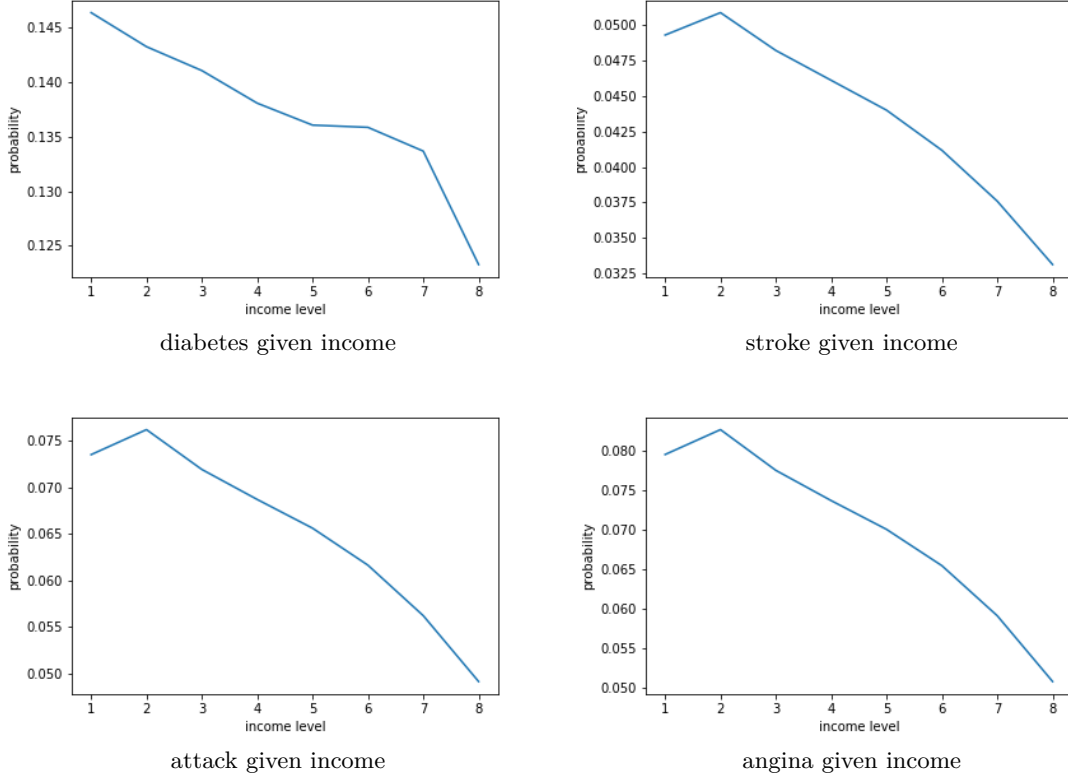 0.145
0.140
0.135
0.130
0.125
probability
1 2 3 4 5 6 7 8
income level
diabetes given income
0.0500
0.0475
0.0450
0.0425
0.0400
0.0375
0.0350
0.0325
probability
1 2 3 4 5 6 7 8
income level
stroke given income
0.075
0.070
0.065
0.060
0.055
0.050
probability
1 2 3 4 5 6 7 8
income level
attack given income
0.080
0.075
0.070
0.065
0.060
0.055
0.050
probability
1 2 3 4 5 6 7 8
income level
angina given income